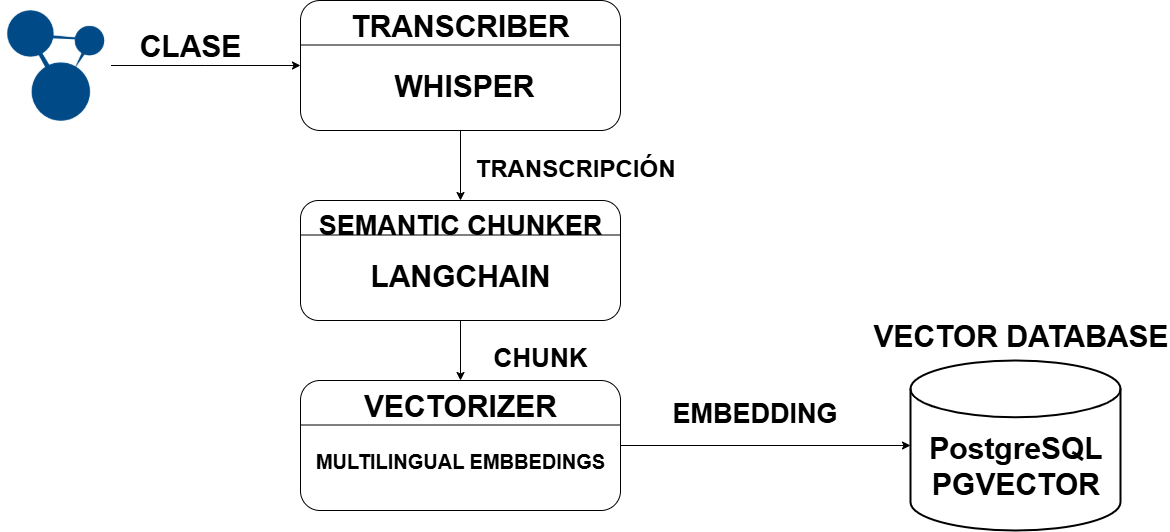 CLASE
TRANSCRIBER
WHISPER
TRANSCRIPCIÓN
SEMANTIC CHUNKER
LANGCHAIN
CHUNK
VECTORIZER
MULTILINGUAL EMBBEDINGS
EMBEDDING
VECTOR DATABASE
PostgreSQL
PGVECTOR